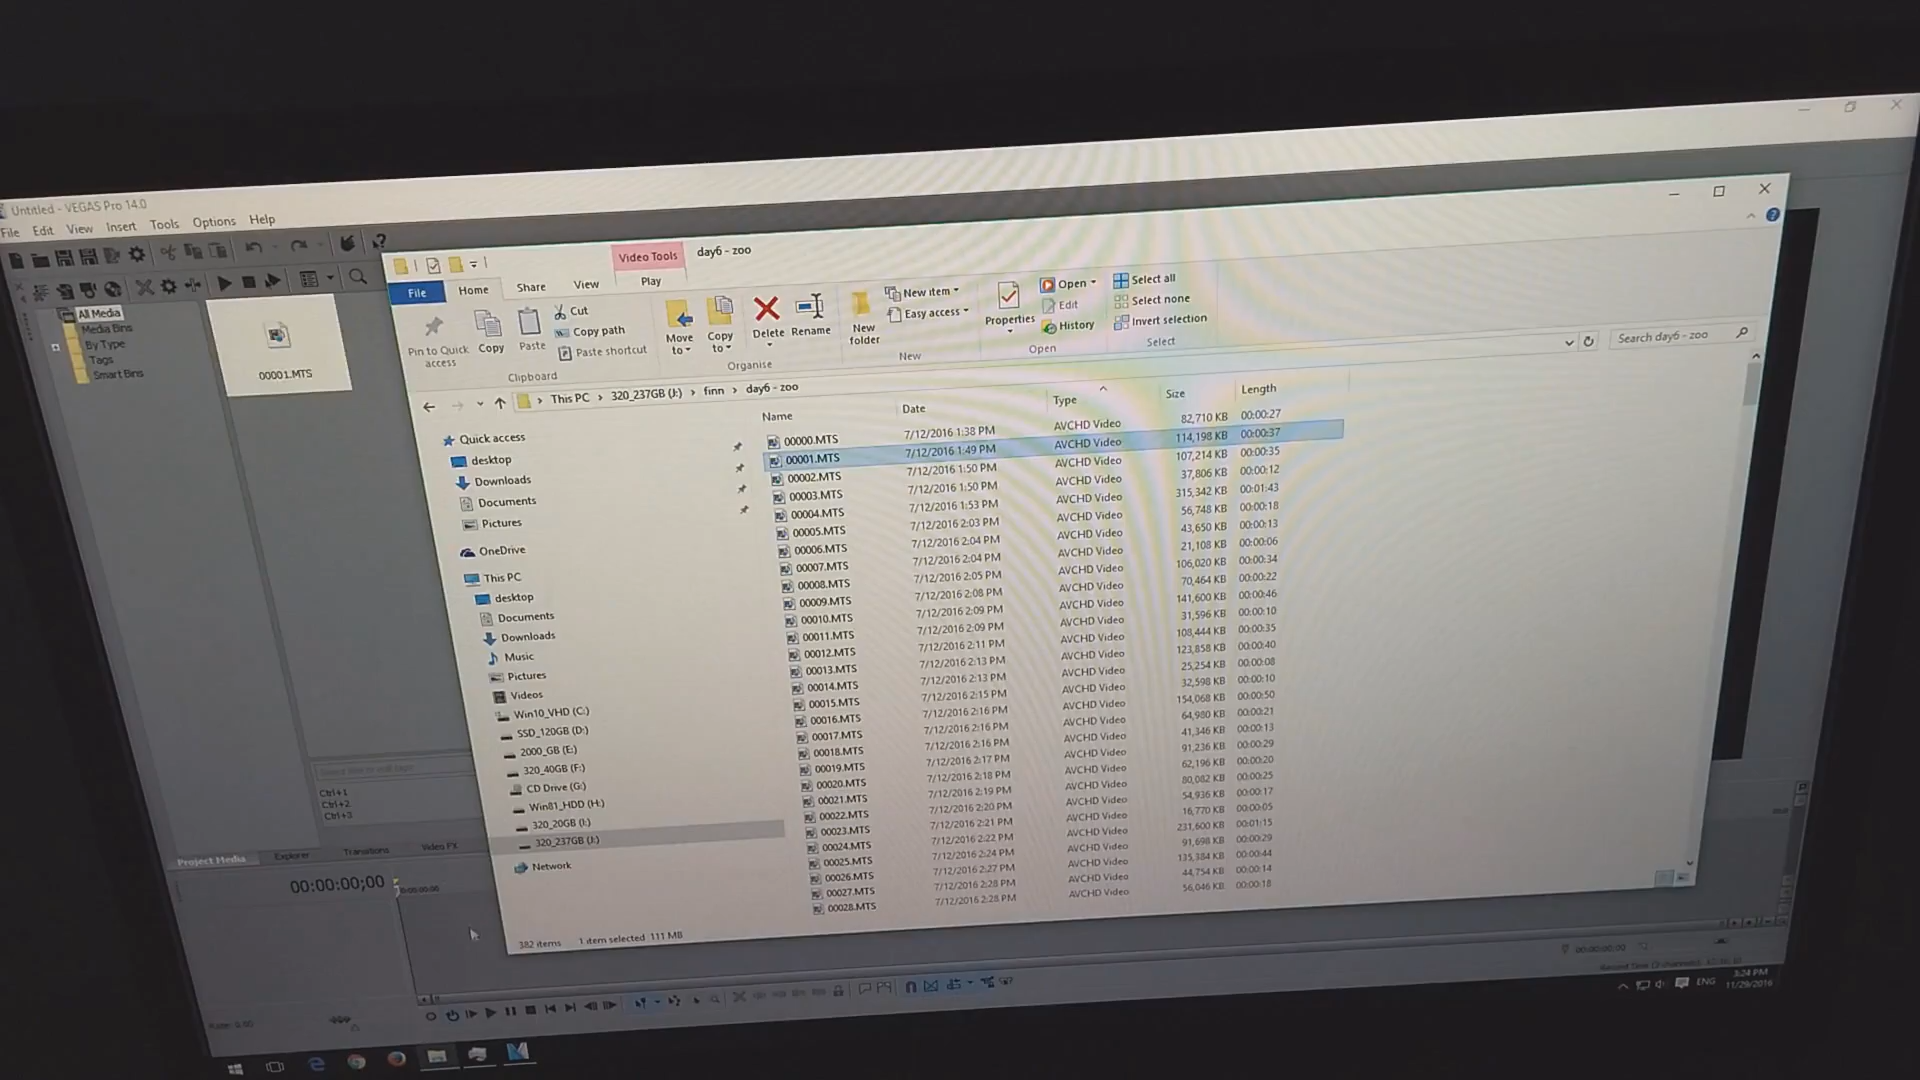 Untitled - VEGAS Pro 14.0
File Edit View Insert Tools Options Help
All Media
Media Bins
By Type
Tags
Smart Bins
00001.MTS
Ctrl+1
Ctrl+2
Ctrl+3
Project Media Explorer Transitions Video FX
00:00:00;00
Video Tools day6 - zoo
File Home Share View Play
Pin to Quick access
Copy
Paste
Cut
Copy path
Paste shortcut
Clipboard
Move to
Copy to
Delete
Rename
Organise
New folder
New item
Easy access
New
Properties
Open
Edit
History
Open
Select all
Select none
Invert selection
Select
This PC > 320_237GB (J:) > finn > day6 - zoo
Search day6 - zoo
Quick access
desktop
Downloads
Documents
Pictures
OneDrive
This PC
desktop
Documents
Downloads
Music
Pictures
Videos
Win10_VHD (C:)
SSD_120GB (D:)
2000_GB (E:)
320_40GB (F:)
CD Drive (G:)
Win81_HDD (H:)
320_20GB (I:)
320_237GB (J:)
Network
Name Date Type Size Length
00000.MTS 7/12/2016 1:38 PM AVCHD Video 82,710 KB 00:00:27
00001.MTS 7/12/2016 1:49 PM AVCHD Video 114,198 KB 00:00:37
00002.MTS 7/12/2016 1:50 PM AVCHD Video 107,214 KB 00:00:35
00003.MTS 7/12/2016 1:50 PM AVCHD Video 37,806 KB 00:00:12
00004.MTS 7/12/2016 1:53 PM AVCHD Video 315,342 KB 00:01:43
00005.MTS 7/12/2016 2:03 PM AVCHD Video 56,748 KB 00:00:18
00006.MTS 7/12/2016 2:04 PM AVCHD Video 43,650 KB 00:00:13
00007.MTS 7/12/2016 2:04 PM AVCHD Video 21,108 KB 00:00:06
00008.MTS 7/12/2016 2:05 PM AVCHD Video 106,020 KB 00:00:34
00009.MTS 7/12/2016 2:08 PM AVCHD Video 70,464 KB 00:00:22
00010.MTS 7/12/2016 2:09 PM AVCHD Video 141,600 KB 00:00:46
00011.MTS 7/12/2016 2:09 PM AVCHD Video 31,596 KB 00:00:10
00012.MTS 7/12/2016 2:11 PM AVCHD Video 108,444 KB 00:00:35
00013.MTS 7/12/2016 2:13 PM AVCHD Video 123,858 KB 00:00:40
00014.MTS 7/12/2016 2:13 PM AVCHD Video 25,254 KB 00:00:08
00015.MTS 7/12/2016 2:15 PM AVCHD Video 32,598 KB 00:00:10
00016.MTS 7/12/2016 2:16 PM AVCHD Video 154,068 KB 00:00:50
00017.MTS 7/12/2016 2:16 PM AVCHD Video 64,980 KB 00:00:21
00018.MTS 7/12/2016 2:16 PM AVCHD Video 41,346 KB 00:00:13
00019.MTS 7/12/2016 2:17 PM AVCHD Video 91,236 KB 00:00:29
00020.MTS 7/12/2016 2:18 PM AVCHD Video 62,196 KB 00:00:20
00021.MTS 7/12/2016 2:19 PM AVCHD Video 80,082 KB 00:00:25
00022.MTS 7/12/2016 2:20 PM AVCHD Video 54,936 KB 00:00:17
00023.MTS 7/12/2016 2:21 PM AVCHD Video 16,770 KB 00:00:05
00024.MTS 7/12/2016 2:22 PM AVCHD Video 231,600 KB 00:01:15
00025.MTS 7/12/2016 2:24 PM AVCHD Video 91,698 KB 00:00:29
00026.MTS 7/12/2016 2:27 PM AVCHD Video 135,384 KB 00:00:44
00027.MTS 7/12/2016 2:28 PM AVCHD Video 44,754 KB 00:00:14
00028.MTS 7/12/2016 2:28 PM AVCHD Video 56,046 KB 00:00:18
382 items 1 item selected 111 MB
00:00:00;00
ENG
3:24 PM
11/29/2016